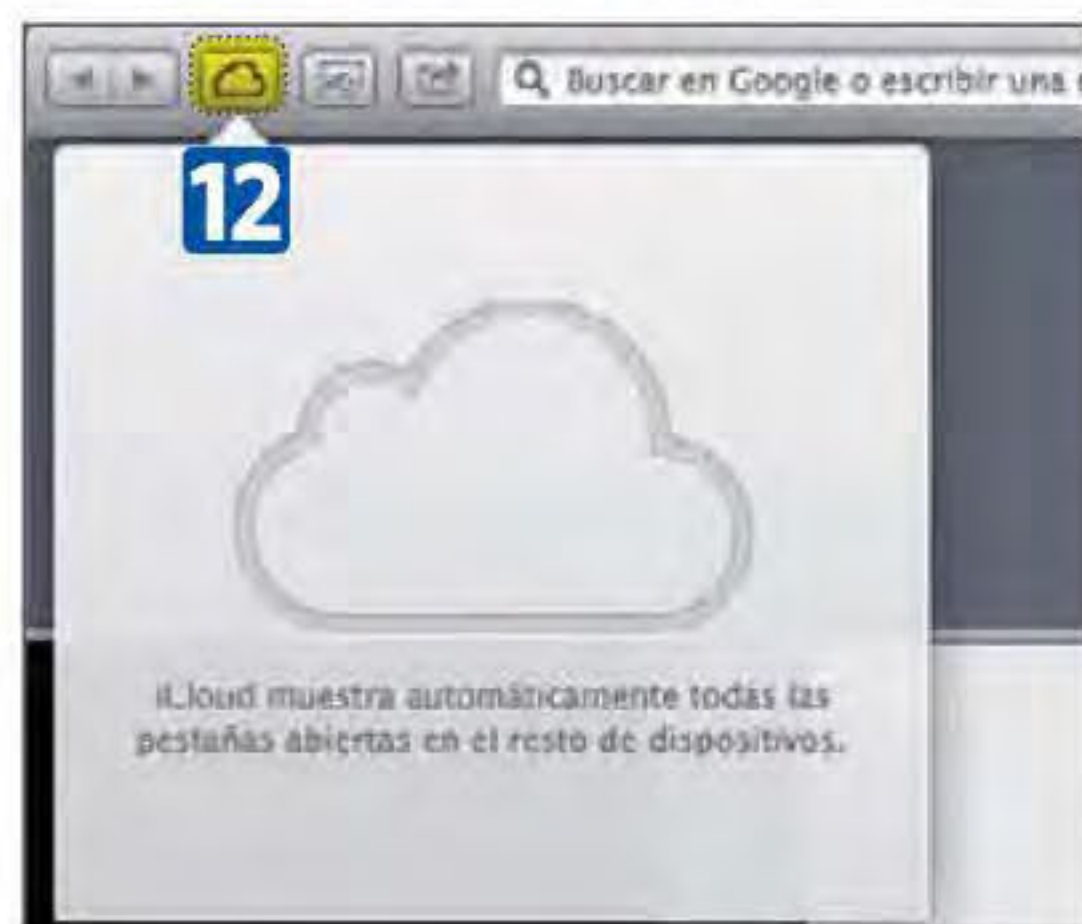 Buscar en Google o escribir una
12
iCloud muestra automáticamente todas las
pestañas abiertas en el resto de dispositivos.